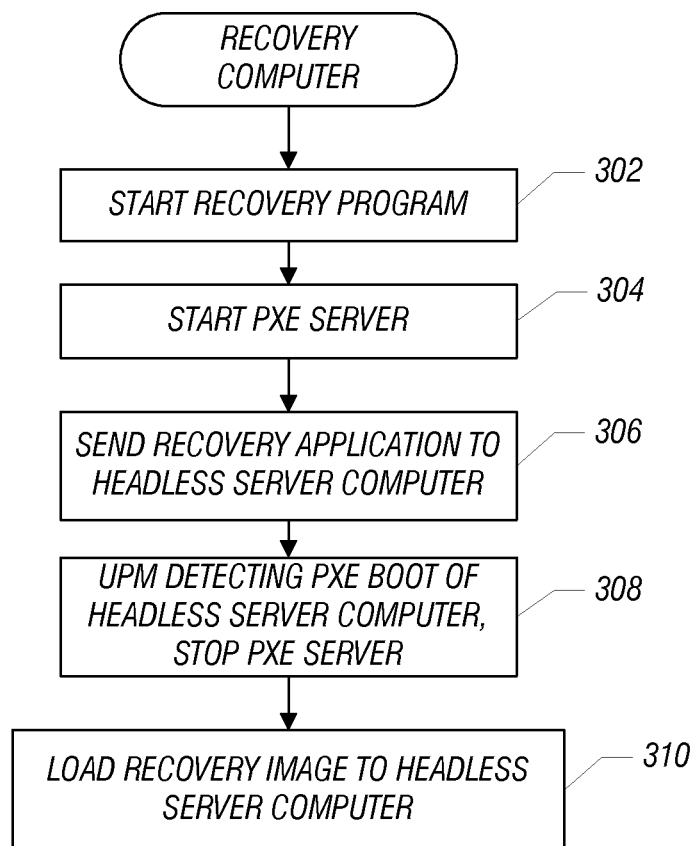 RECOVERY
COMPUTER
START RECOVERY PROGRAM
302
START PXE SERVER
304
SEND RECOVERY APPLICATION TO
HEADLESS SERVER COMPUTER
306
UPM DETECTING PXE BOOT OF
HEADLESS SERVER COMPUTER,
STOP PXE SERVER
308
LOAD RECOVERY IMAGE TO HEADLESS
SERVER COMPUTER
310